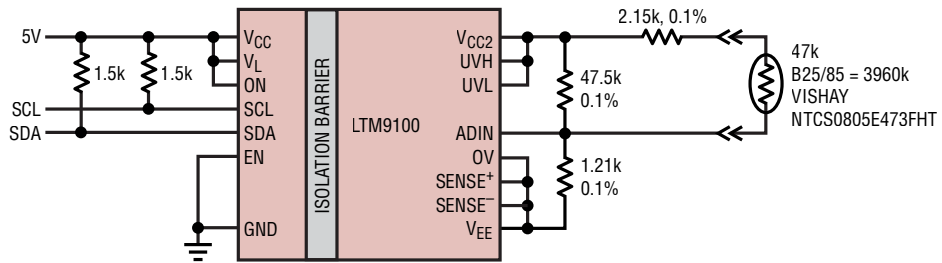 5V
SCL
SDA
1.5k
1.5k
VCC
VL
ON
SCL
SDA
EN
GND
ISOLATION BARRIER
LTM9100
VCC2
UVH
UVL
ADIN
OV
SENSE+
SENSE–
VEE
2.15k, 0.1%
47.5k
0.1%
1.21k
0.1%
47k
B25/85 = 3960k
VISHAY
NTCS0805E473FHT